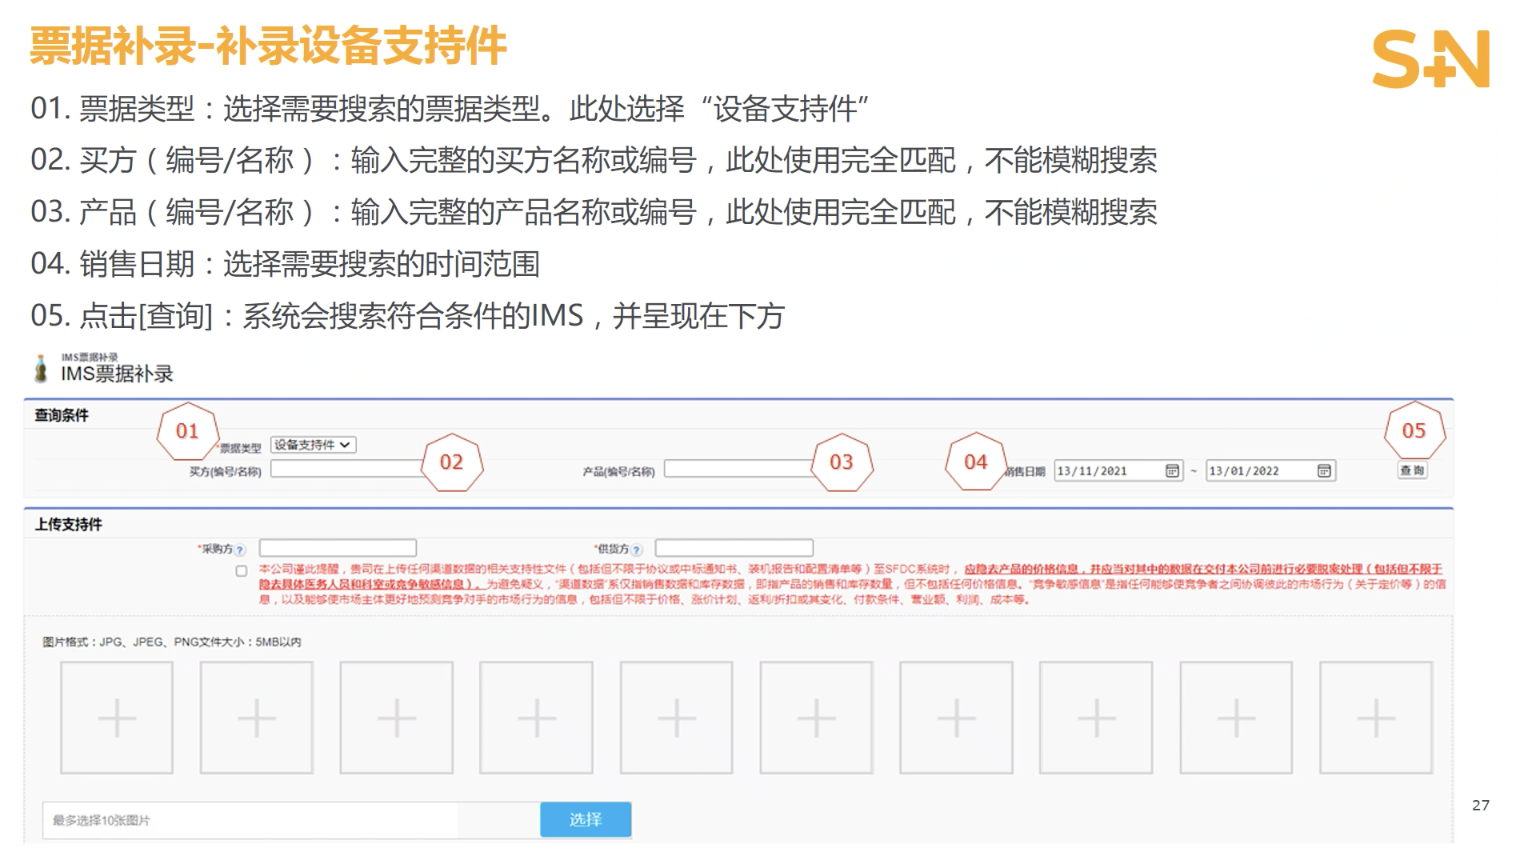 票据补录-补录设备支持件
S+N
01. 票据类型：选择需要搜索的票据类型。此处选择“设备支持件”
02. 买方（编号/名称）：输入完整的买方名称或编号，此处使用完全匹配，不能模糊搜索
03. 产品（编号/名称）：输入完整的产品名称或编号，此处使用完全匹配，不能模糊搜索
04. 销售日期：选择需要搜索的时间范围
05. 点击[查询]：系统会搜索符合条件的IMS，并呈现在下方
IMS票据补录
IMS票据补录
查询条件
01
*票据类型 设备支持件
买方(编号/名称) 02 产品(编号/名称) 03 04 销售日期 13/11/2021 ~ 13/01/2022
05
查询
上传支持件
*采购方? *供货方?
本公司谨此提醒，贵司在上传任何渠道数据的相关支持性文件（包括但不限于协议或中标通知书、装机报告和配置清单等）至SFDC系统时，应隐去产品的价格信息，并应当对其中的数据在交付本公司前进行必要脱索处理（包括但不限于
隐去具体医务人员和科室或竞争敏感信息）。为避免疑义，“渠道数据”系仅指销售数据和库存数据，即指产品的销售和库存数量，但不包括任何价格信息。“竞争敏感信息”是指任何能够使竞争者之间协调彼此的市场行为（关于定价等）的信
息，以及能够使市场主体更好地预测竞争对手的市场行为的信息，包括但不限于价格、涨价计划、返利/折扣或其变化、付款条件、营业额、利润、成本等。
图片格式：JPG、JPEG、PNG文件大小：5MB以内
最多选择10张图片
选择
27